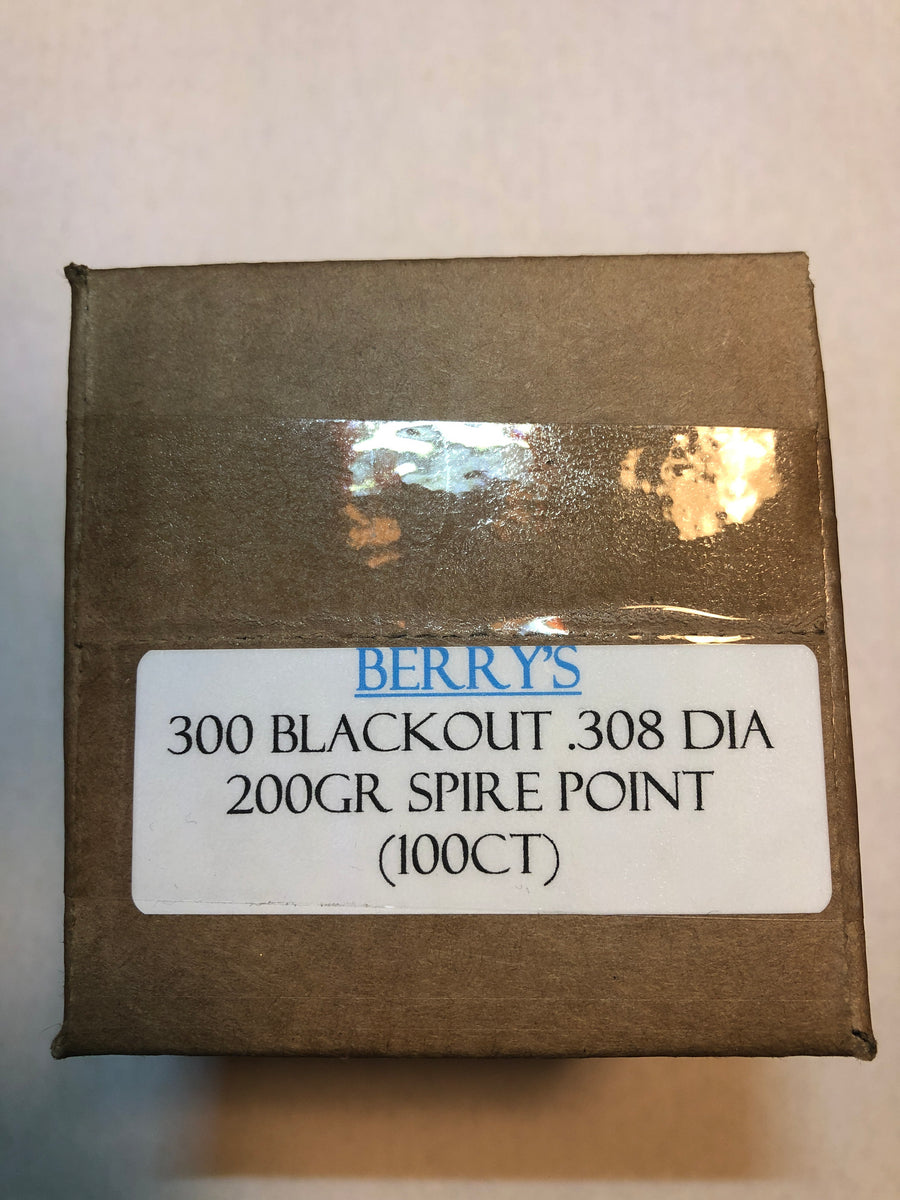 BERRY'S
300 BLACKOUT .308 DIA
200GR SPIRE POINT
(100CT)